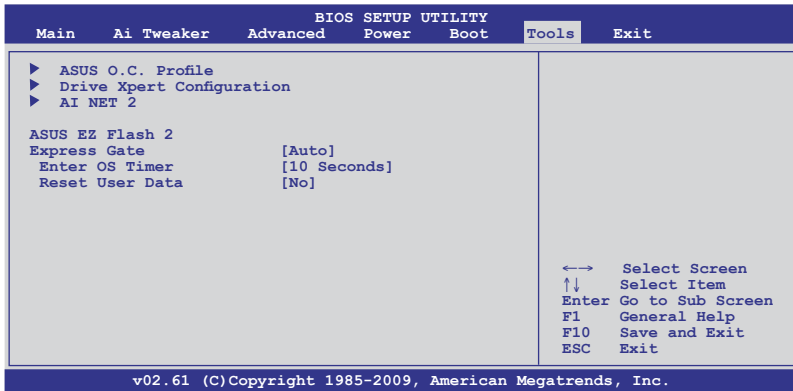 BIOS SETUP UTILITY
Main Ai Tweaker Advanced Power Boot Tools Exit
ASUS O.C. Profile
Drive Xpert Configuration
AI NET 2
ASUS EZ Flash 2
Express Gate [Auto]
Enter OS Timer [10 Seconds]
Reset User Data [No]
←→ Select Screen
↑↓ Select Item
Enter Go to Sub Screen
F1 General Help
F10 Save and Exit
ESC Exit
v02.61 (C)Copyright 1985-2009, American Megatrends, Inc.